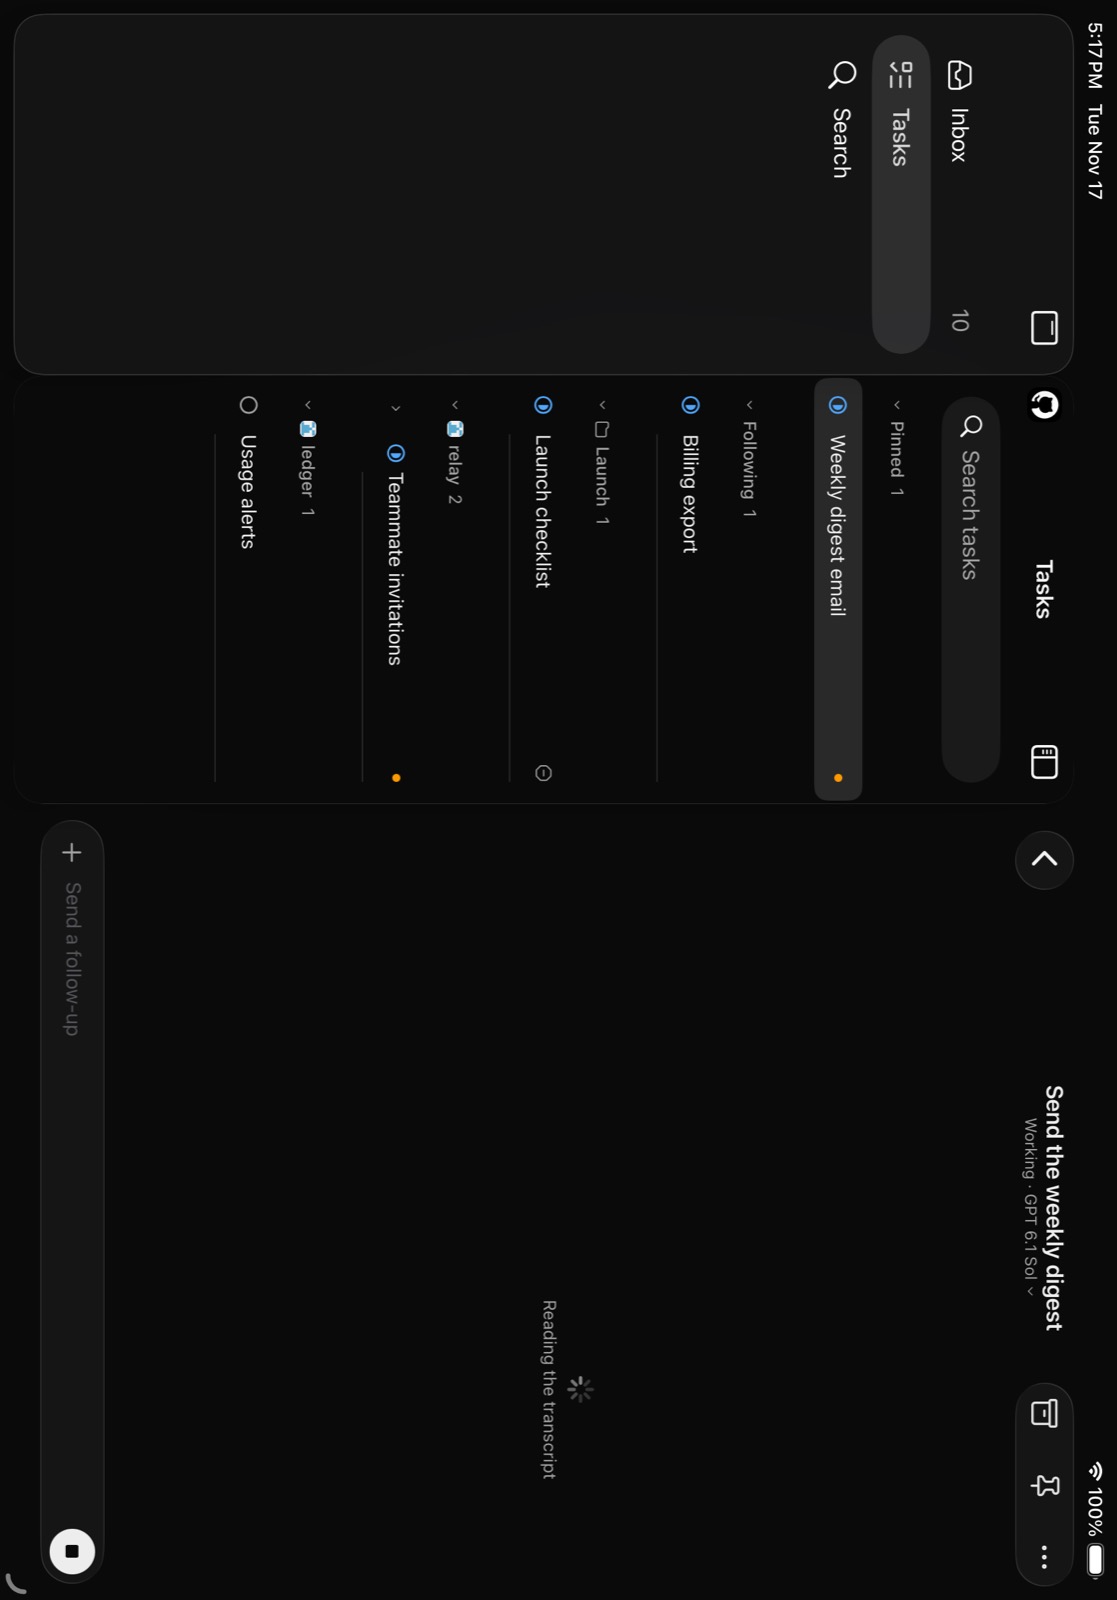 5:17 PM Tue Nov 17
100%
Inbox 10
Tasks
Search
Tasks
Search tasks
Pinned 1
Weekly digest email
Following 1
Billing export
Launch 1
Launch checklist
relay 2
Teammate invitations
ledger 1
Usage alerts
Send the weekly digest
Working · GPT 6.1 Sol
Reading the transcript
Send a follow-up